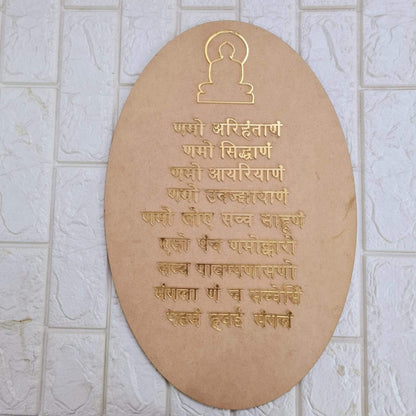 णमो अरिहंताणं
णमो सिद्धाणं
णमो आयरियाणं
णमो उवज्झायाणं
णमो लोए सव्व साहूणं
एसो पंच णमोक्कारो
सव्व पावप्पणासणो
मंगला णं च सव्वेसिं
पढमं हवई मंगलं